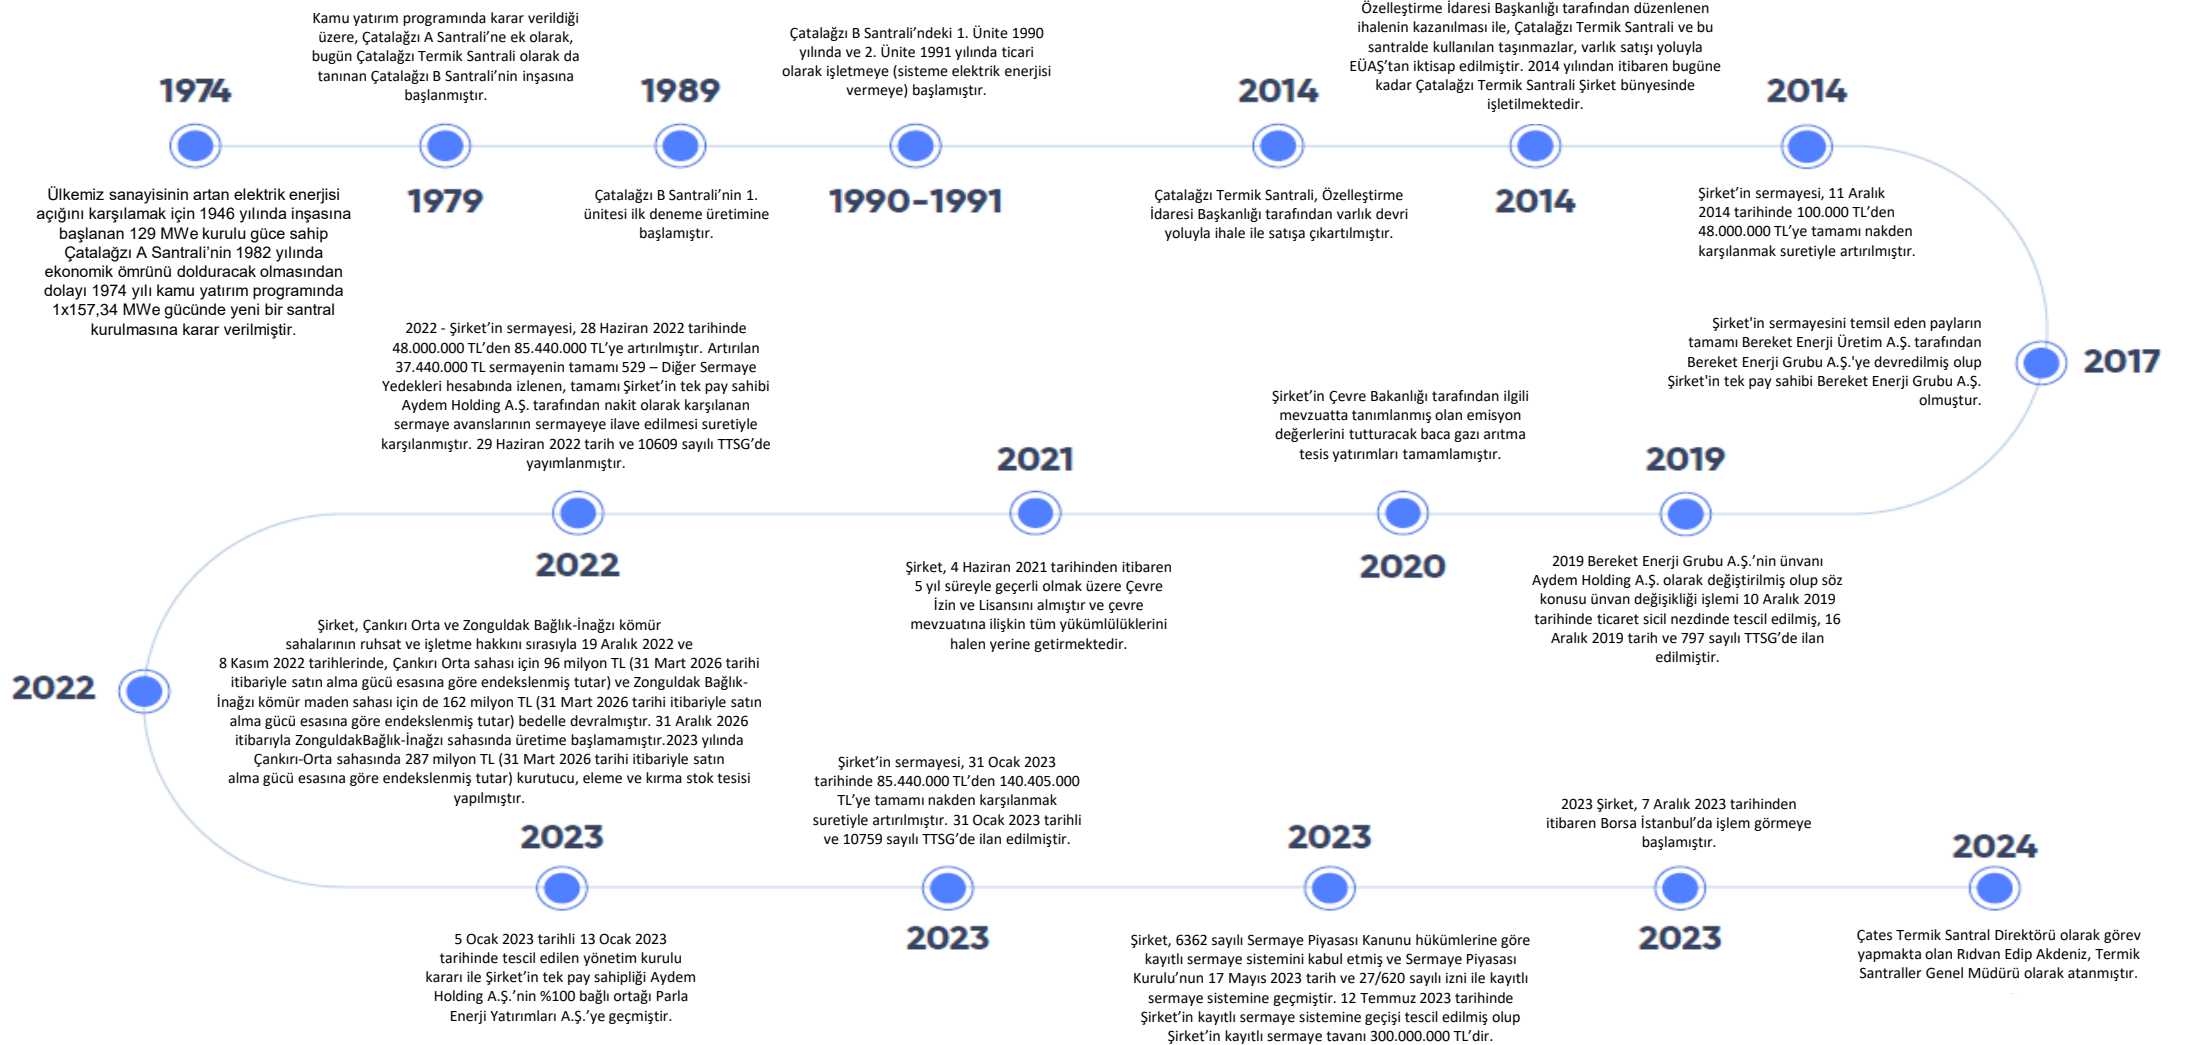 1974
Ülkemiz sanayisinin artan elektrik enerjisi
açığını karşılamak için 1946 yılında inşasına
başlanan 129 MWe kurulu güce sahip
Çatalağzı A Santrali’nin 1982 yılında
ekonomik ömrünü dolduracak olmasından
dolayı 1974 yılı kamu yatırım programında
1x157,34 MWe gücünde yeni bir santral
kurulmasına karar verilmiştir.
Kamu yatırım programında karar verildiği
üzere, Çatalağzı A Santrali’ne ek olarak,
bugün Çatalağzı Termik Santrali olarak da
tanınan Çatalağzı B Santrali’nin inşasına
başlanmıştır.
1979
1989
Çatalağzı B Santrali’nin 1.
ünitesi ilk deneme üretimine
başlamıştır.
Çatalağzı B Santrali’ndeki 1. Ünite 1990
yılında ve 2. Ünite 1991 yılında ticari
olarak işletmeye (sisteme elektrik enerjisi
vermeye) başlamıştır.
1990-1991
2014
Çatalağzı Termik Santrali, Özelleştirme
İdaresi Başkanlığı tarafından varlık devri
yoluyla ihale ile satışa çıkartılmıştır.
Özelleştirme İdaresi Başkanlığı tarafından düzenlenen
ihalenin kazanılması ile, Çatalağzı Termik Santrali ve bu
santralde kullanılan taşınmazlar, varlık satışı yoluyla
EÜAŞ’tan iktisap edilmiştir. 2014 yılından itibaren bugüne
kadar Çatalağzı Termik Santrali Şirket bünyesinde
işletilmektedir.
2014
2014
Şirket’in sermayesi, 11 Aralık
2014 tarihinde 100.000 TL’den
48.000.000 TL’ye tamamı nakden
karşılanmak suretiyle artırılmıştır.
Şirket'in sermayesini temsil eden payların
tamamı Bereket Enerji Üretim A.Ş. tarafından
Bereket Enerji Grubu A.Ş.'ye devredilmiş olup
Şirket'in tek pay sahibi Bereket Enerji Grubu A.Ş.
olmuştur.
2017
2019
2019 Bereket Enerji Grubu A.Ş.’nin ünvanı
Aydem Holding A.Ş. olarak değiştirilmiş olup söz
konusu ünvan değişikliği işlemi 10 Aralık 2019
tarihinde ticaret sicil nezdinde tescil edilmiş, 16
Aralık 2019 tarih ve 797 sayılı TTSG’de ilan
edilmiştir.
Şirket’in Çevre Bakanlığı tarafından ilgili
mevzuatta tanımlanmış olan emisyon
değerlerini tutturacak baca gazı arıtma
tesis yatırımları tamamlamıştır.
2020
2021
Şirket, 4 Haziran 2021 tarihinden itibaren
5 yıl süreyle geçerli olmak üzere Çevre
İzin ve Lisansını almıştır ve çevre
mevzuatına ilişkin tüm yükümlülüklerini
halen yerine getirmektedir.
2022 - Şirket’in sermayesi, 28 Haziran 2022 tarihinde
48.000.000 TL’den 85.440.000 TL’ye artırılmıştır. Artırılan
37.440.000 TL sermayenin tamamı 529 – Diğer Sermaye
Yedekleri hesabında izlenen, tamamı Şirket’in tek pay sahibi
Aydem Holding A.Ş. tarafından nakit olarak karşılanan
sermaye avanslarının sermayeye ilave edilmesi suretiyle
karşılanmıştır. 29 Haziran 2022 tarih ve 10609 sayılı TTSG’de
yayımlanmıştır.
2022
2022
Şirket, Çankırı Orta ve Zonguldak Bağlık-İnağzı kömür
sahalarının ruhsat ve işletme hakkını sırasıyla 19 Aralık 2022 ve
8 Kasım 2022 tarihlerinde, Çankırı Orta sahası için 96 milyon TL (31 Mart 2026 tarihi
itibariyle satın alma gücü esasına göre endekslenmiş tutar) ve Zonguldak Bağlık-
İnağzı kömür maden sahası için de 162 milyon TL (31 Mart 2026 tarihi itibariyle satın
alma gücü esasına göre endekslenmiş tutar) bedelle devralmıştır. 31 Aralık 2026
itibarıyla ZonguldakBağlık-İnağzı sahasında üretime başlamamıştır.2023 yılında
Çankırı-Orta sahasında 287 milyon TL (31 Mart 2026 tarihi itibariyle satın
alma gücü esasına göre endekslenmiş tutar) kurutucu, eleme ve kırma stok tesisi
yapılmıştır.
2023
5 Ocak 2023 tarihli 13 Ocak 2023
tarihinde tescil edilen yönetim kurulu
kararı ile Şirket’in tek pay sahipliği Aydem
Holding A.Ş.’nin %100 bağlı ortağı Parla
Enerji Yatırımları A.Ş.’ye geçmiştir.
Şirket’in sermayesi, 31 Ocak 2023
tarihinde 85.440.000 TL’den 140.405.000
TL’ye tamamı nakden karşılanmak
suretiyle artırılmıştır. 31 Ocak 2023 tarihli
ve 10759 sayılı TTSG’de ilan edilmiştir.
2023
2023
Şirket, 6362 sayılı Sermaye Piyasası Kanunu hükümlerine göre
kayıtlı sermaye sistemini kabul etmiş ve Sermaye Piyasası
Kurulu’nun 17 Mayıs 2023 tarih ve 27/620 sayılı izni ile kayıtlı
sermaye sistemine geçmiştir. 12 Temmuz 2023 tarihinde
Şirket’in kayıtlı sermaye sistemine geçişi tescil edilmiş olup
Şirket’in kayıtlı sermaye tavanı 300.000.000 TL’dir.
2023 Şirket, 7 Aralık 2023 tarihinden
itibaren Borsa İstanbul’da işlem görmeye
başlamıştır.
2023
2024
Çates Termik Santral Direktörü olarak görev
yapmakta olan Rıdvan Edip Akdeniz, Termik
Santraller Genel Müdürü olarak atanmıştır.